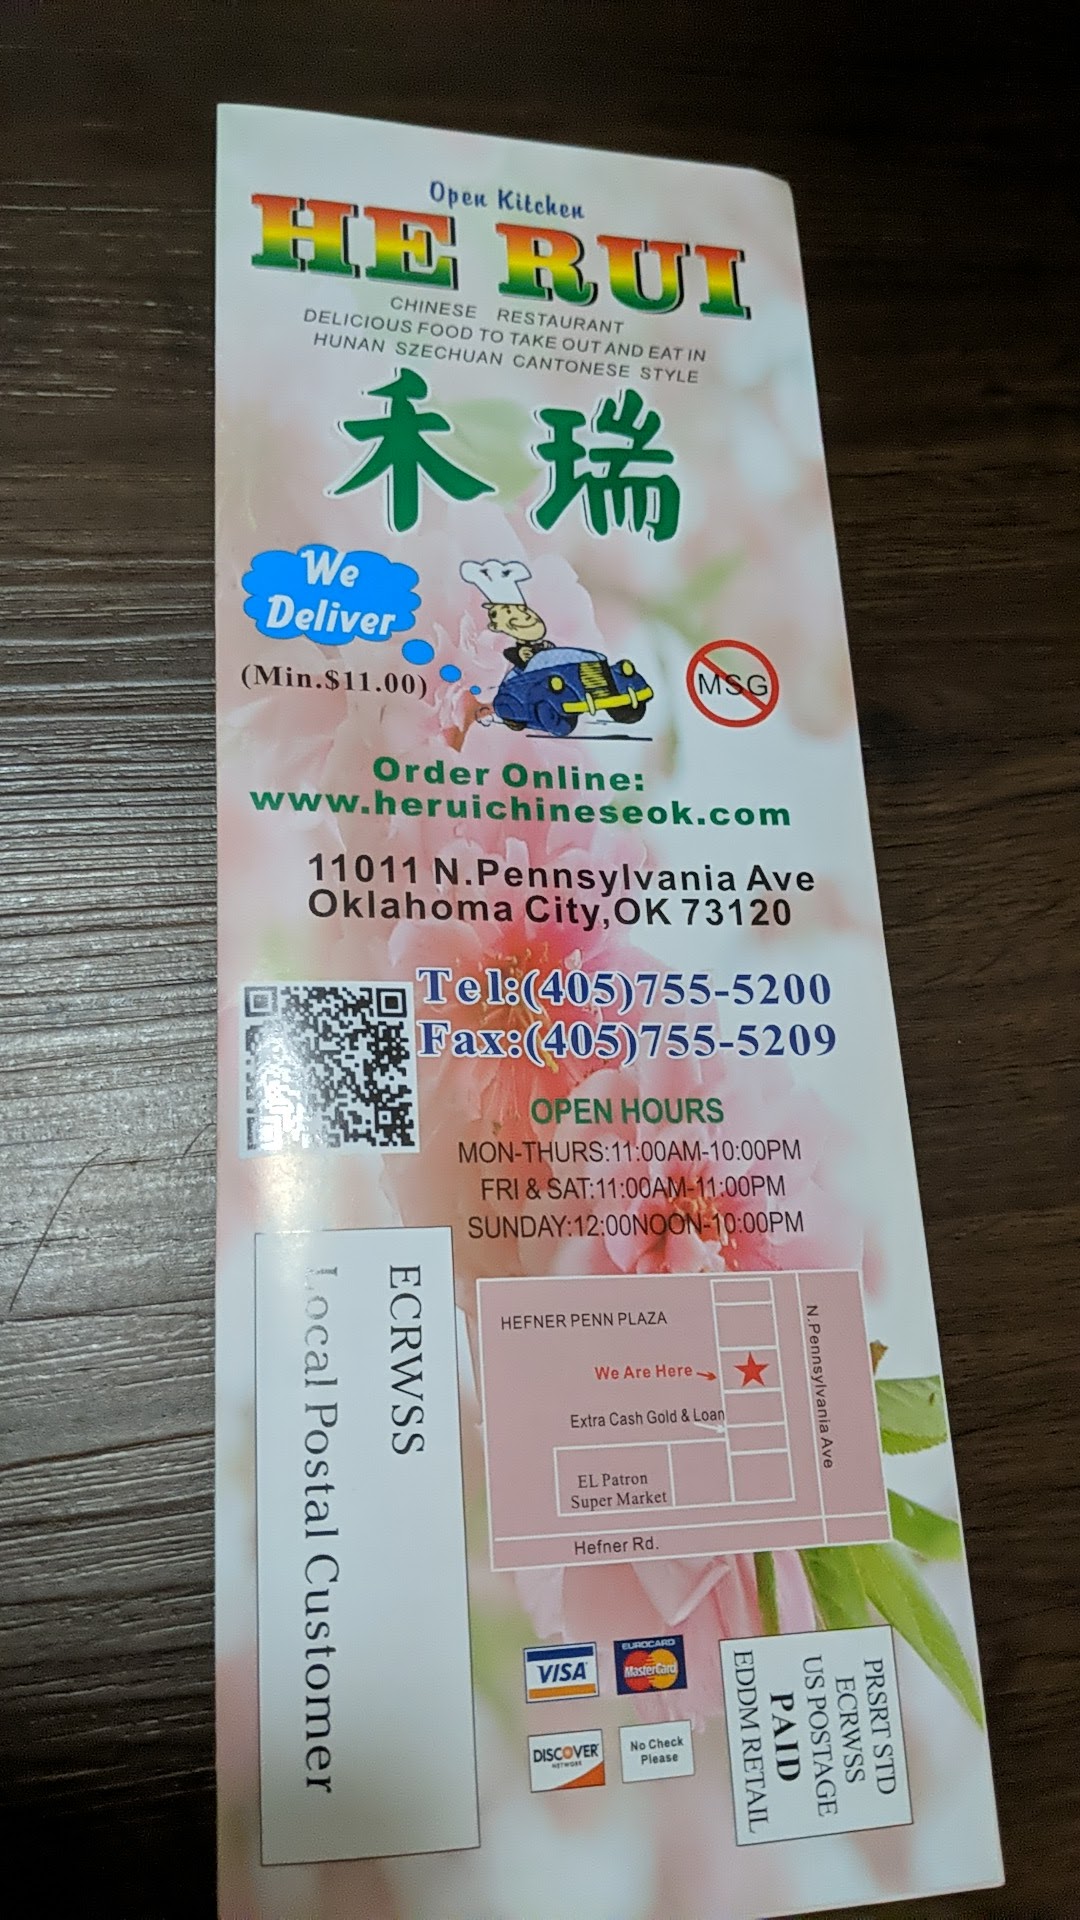 Open Kitchen
HE RUI
CHINESE RESTAURANT
DELICIOUS FOOD TO TAKE OUT AND EAT IN
HUNAN SZECHUAN CANTONESE STYLE
禾瑞
We
Deliver
(Min.$11.00)
MSG
Order Online:
www.heruichineseok.com
11011 N.Pennsylvania Ave
Oklahoma City,OK 73120
Tel:(405)755-5200
Fax:(405)755-5209
OPEN HOURS
MON-THURS:11:00AM-10:00PM
FRI & SAT:11:00AM-11:00PM
SUNDAY:12:00NOON-10:00PM
ECRWSS
Local Postal Customer
HEFNER PENN PLAZA
We Are Here
Extra Cash Gold & Loan
EL Patron
Super Market
N.Pennsylvania Ave
Hefner Rd.
VISA
EUROCARD
MasterCard
DISCOVER
NETWORK
No Check
Please
PRSRT STD
ECRWSS
US POSTAGE
PAID
EDDM RETAIL